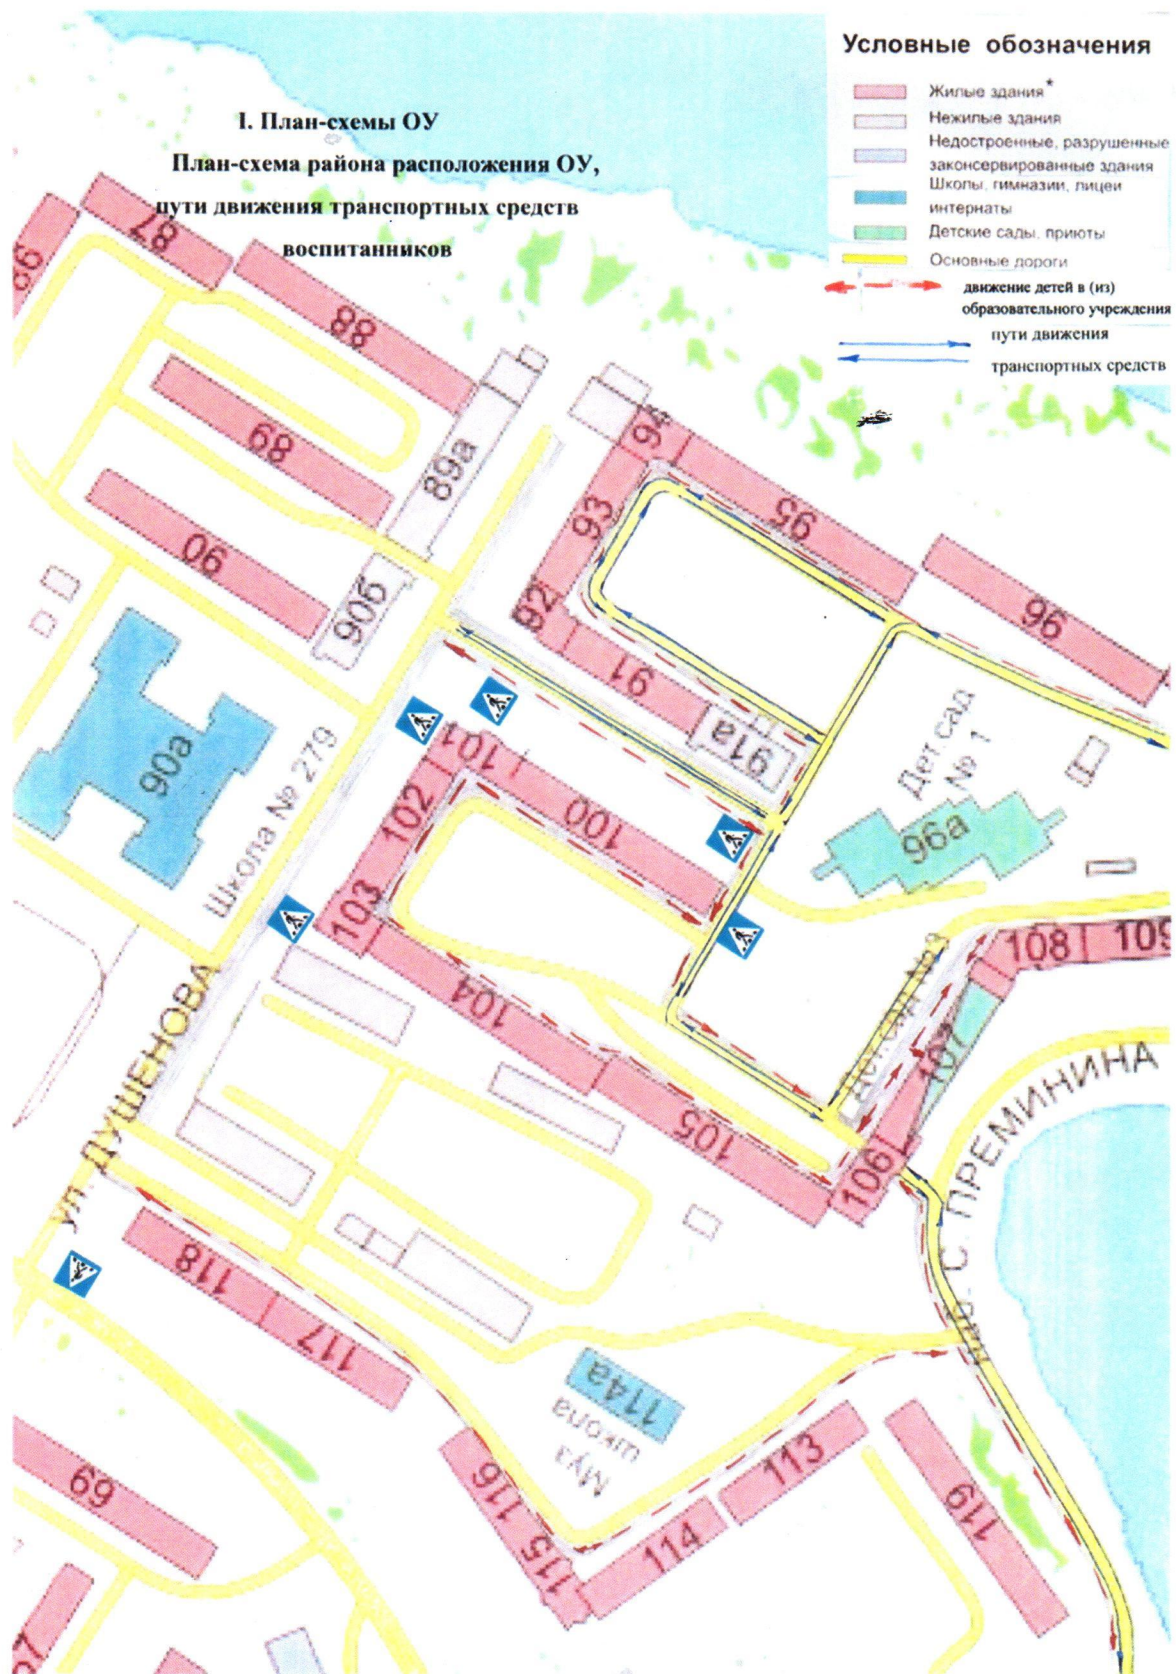 I. План-схемы ОУ
План-схема района расположения ОУ,
пути движения транспортных средств
воспитанников
Условные обозначения
Жилые здания*
Нежилые здания
Недостроенные, разрушенные
законсервированные здания
Школы, гимназии, лицеи
интернаты
Детские сады, приюты
Основные дороги
движение детей в (из)
образовательного учреждения
пути движения
транспортных средств
87
88
89
89а
90
90б
94
93
95
92
91
91а
96
Дет.сад
№ 1
96а
90а
Школа № 279
101
102
100
103
104
105
108
109
107
106
ул. ДУШЕНОВА
наб. С. ПРЕМИНИНА
118
117
114а
Муз
школа
116
115
114
113
119
69
67